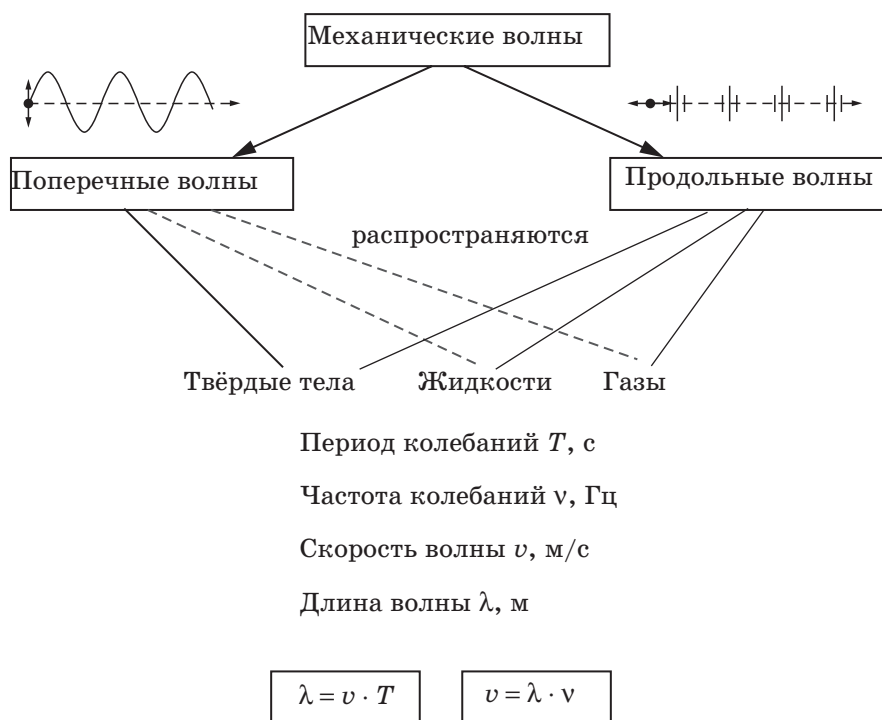 Механические волны
Поперечные волны
Продольные волны
распространяются
Твёрдые тела Жидкости Газы
Период колебаний T, с
Частота колебаний ν, Гц
Скорость волны v, м/с
Длина волны λ, м
λ = v · T
v = λ · ν